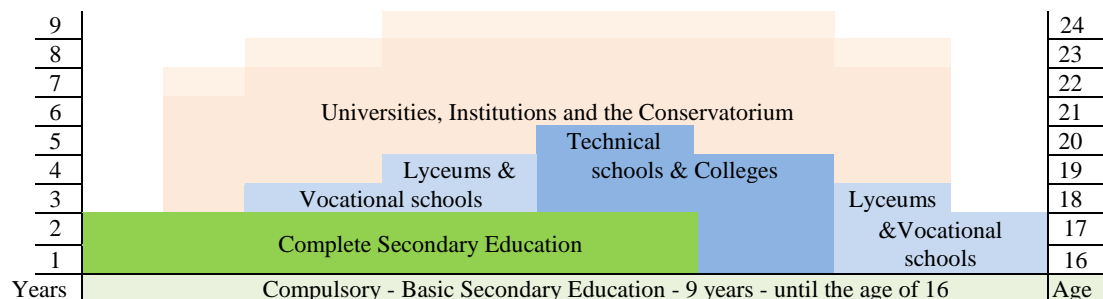 9 24
8 23
7 22
6 Universities, Institutions and the Conservatorium 21
5 Technical 20
4 Lyceums & schools & Colleges 19
3 Vocational schools Lyceums 18
2 &Vocational 17
Complete Secondary Education
1 schools 16
Years Compulsory - Basic Secondary Education - 9 years - until the age of 16 Age